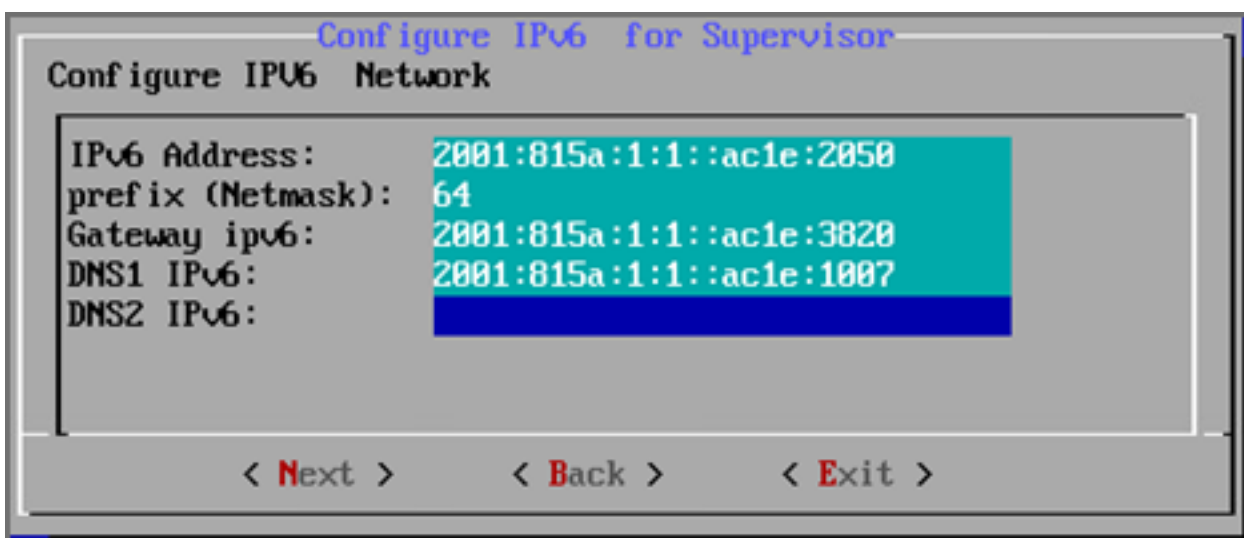 Configure IPv6 for Supervisor
Configure IPV6 Network
IPv6 Address: 2001:815a:1:1::ac1e:2050
prefix (Netmask): 64
Gateway ipv6: 2001:815a:1:1::ac1e:3820
DNS1 IPv6: 2001:815a:1:1::ac1e:1007
DNS2 IPv6:
< Next > < Back > < Exit >